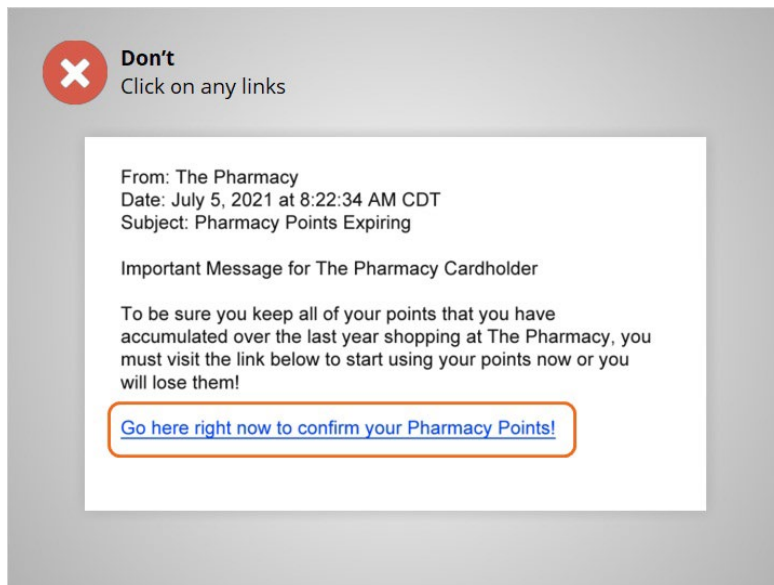 Don't
Click on any links
From: The Pharmacy
Date: July 5, 2021 at 8:22:34 AM CDT
Subject: Pharmacy Points Expiring
Important Message for The Pharmacy Cardholder
To be sure you keep all of your points that you have
accumulated over the last year shopping at The Pharmacy, you
must visit the link below to start using your points now or you
will lose them!
Go here right now to confirm your Pharmacy Points!